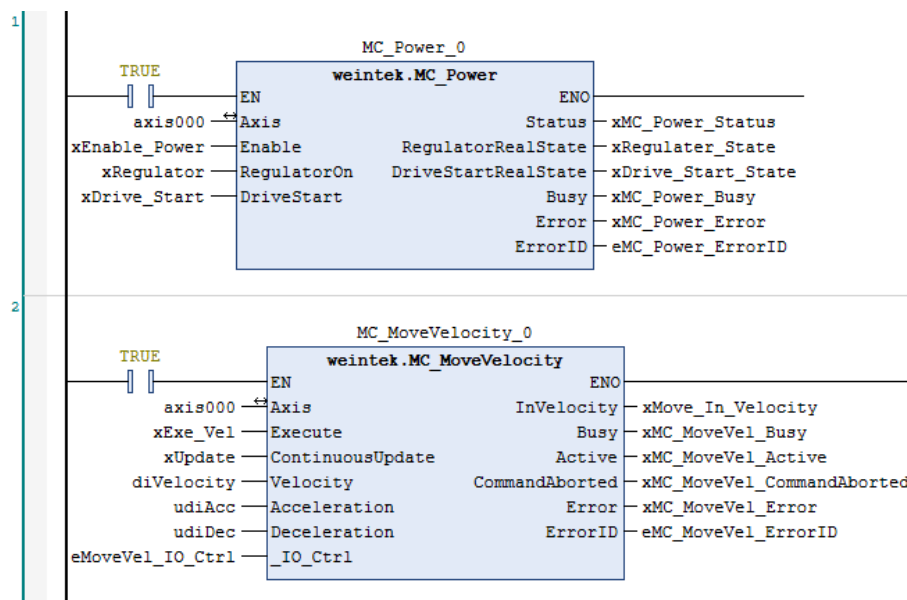 1
MC_Power_0
TRUE
weintek.MC_Power
EN ENO
axis000 Axis Status xMC_Power_Status
xEnable_Power Enable RegulatorRealState xRegulater_State
xRegulator RegulatorOn DriveStartRealState xDrive_Start_State
xDrive_Start DriveStart Busy xMC_Power_Busy
Error xMC_Power_Error
ErrorID eMC_Power_ErrorID
2
MC_MoveVelocity_0
TRUE
weintek.MC_MoveVelocity
EN ENO
axis000 Axis InVelocity xMove_In_Velocity
xExe_Vel Execute Busy xMC_MoveVel_Busy
xUpdate ContinuousUpdate Active xMC_MoveVel_Active
diVelocity Velocity CommandAborted xMC_MoveVel_CommandAborted
udiAcc Acceleration Error xMC_MoveVel_Error
udiDec Deceleration ErrorID eMC_MoveVel_ErrorID
eMoveVel_IO_Ctrl _IO_Ctrl